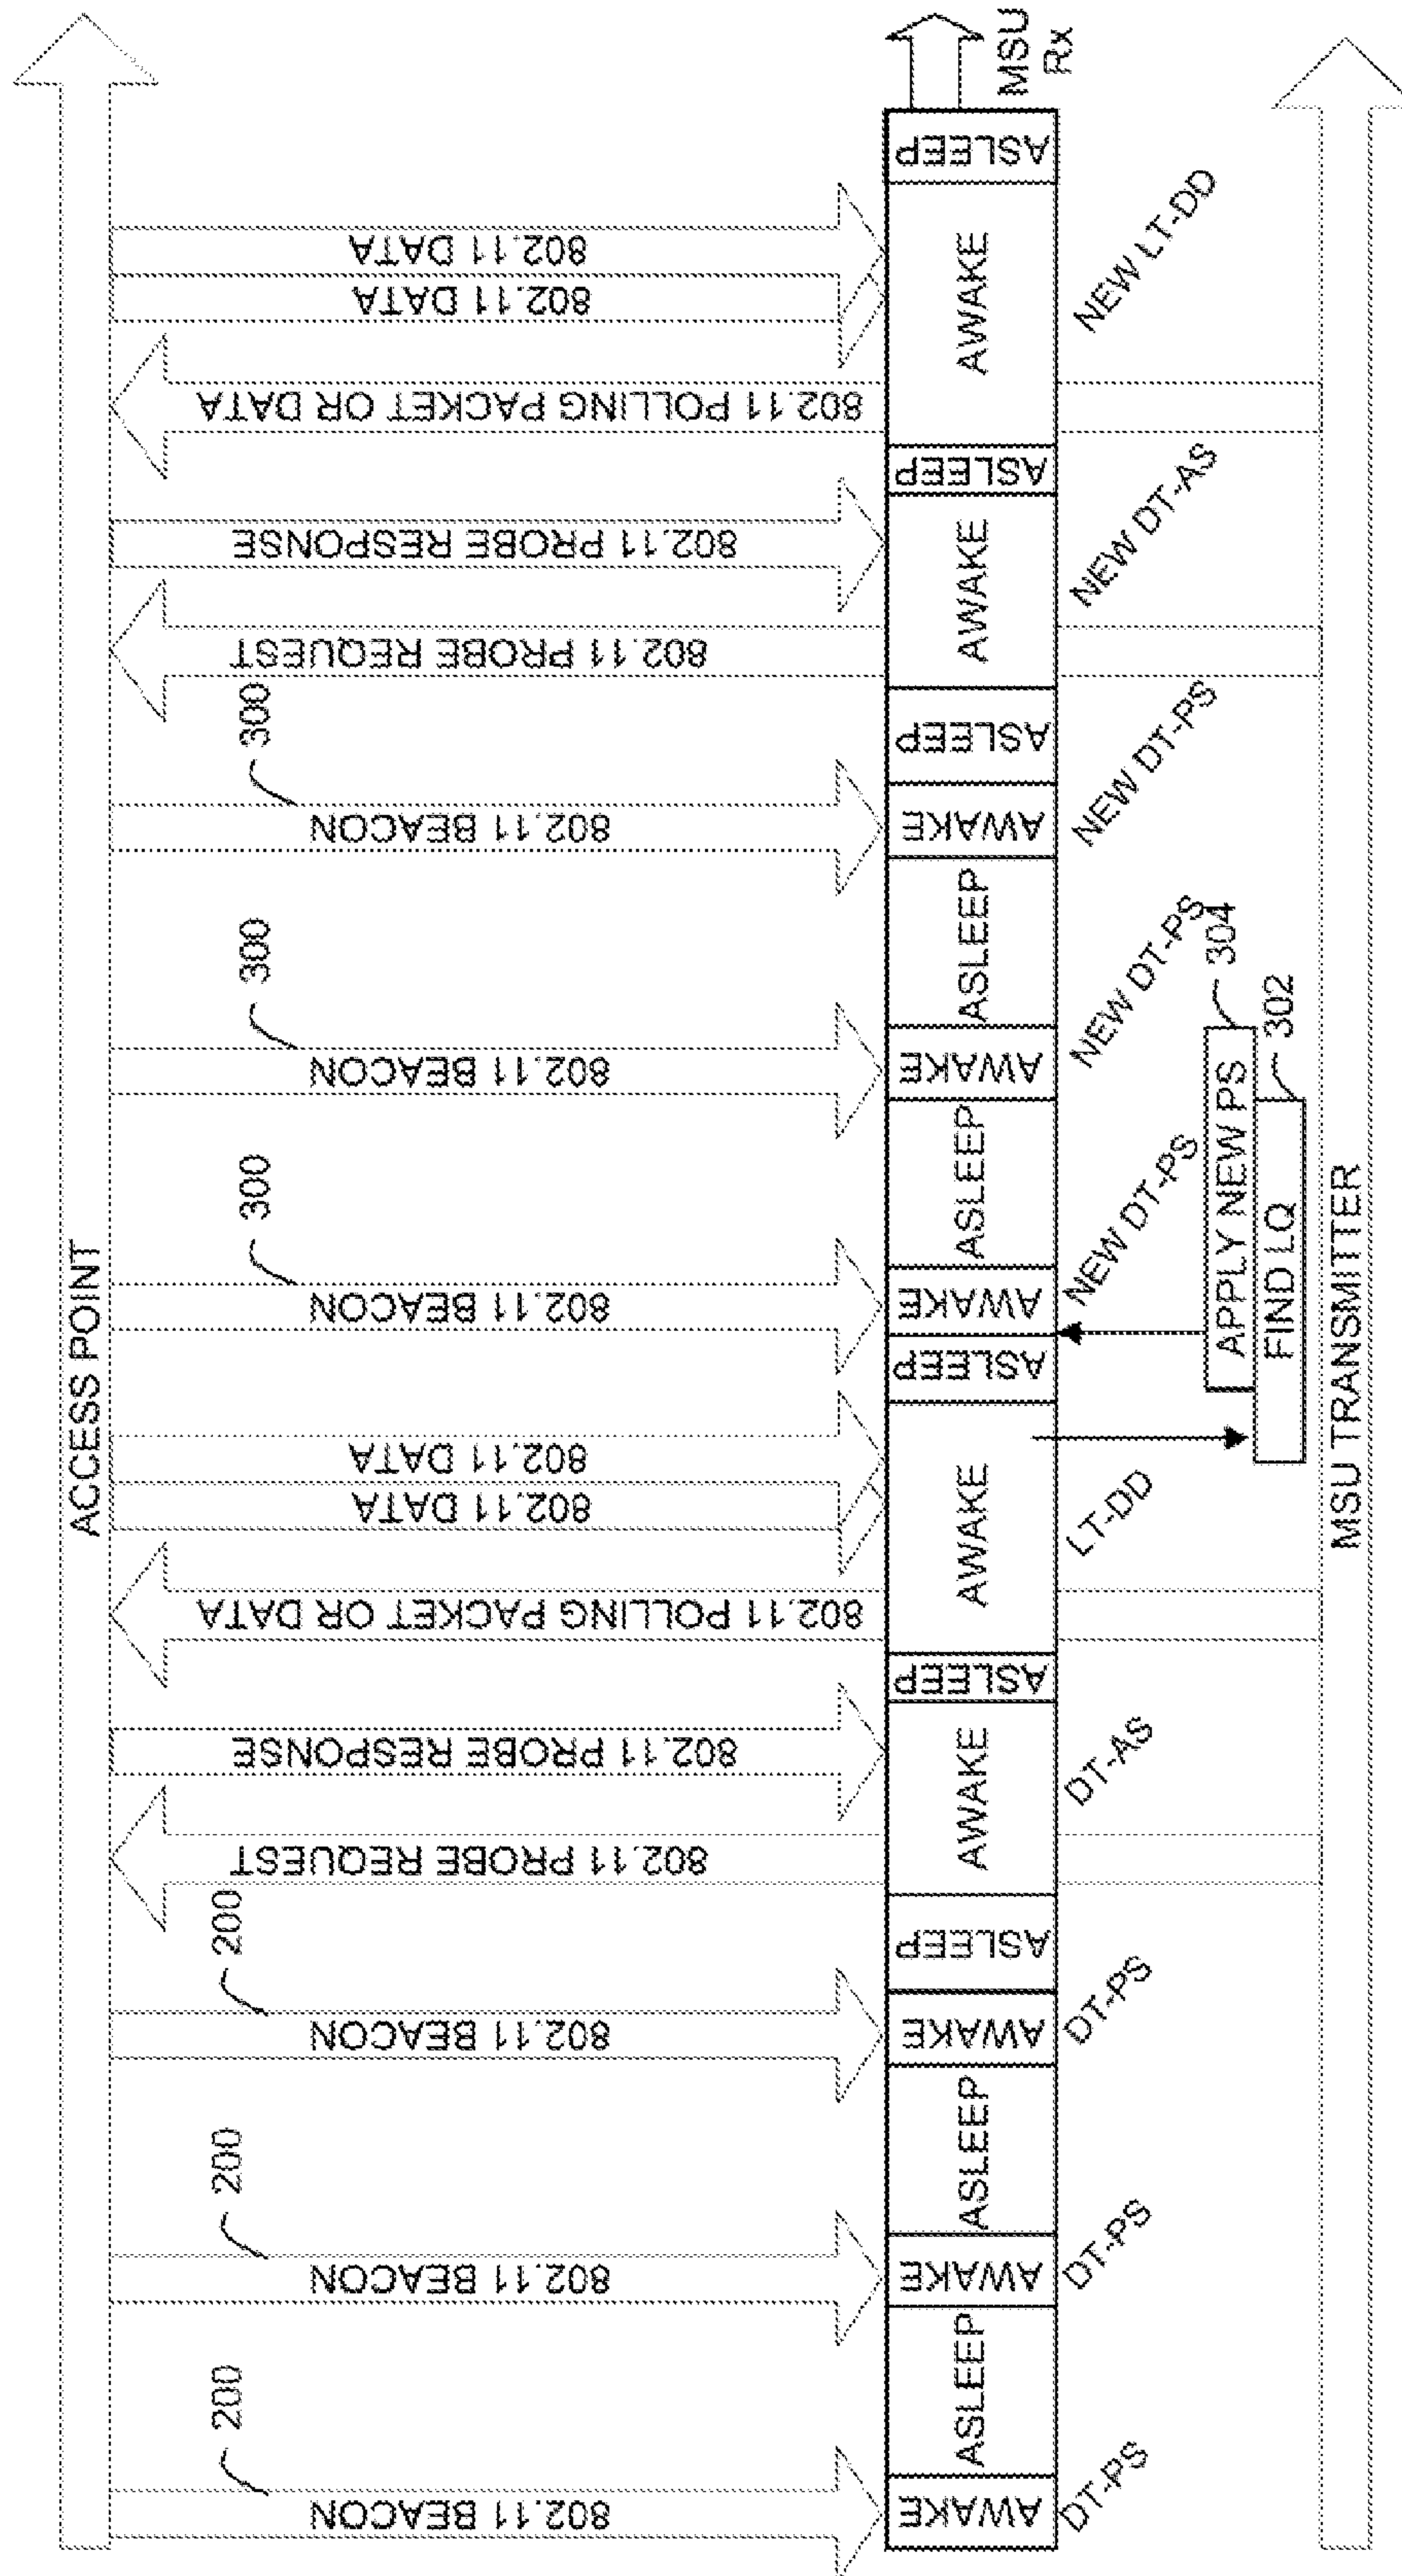 ACCESS POINT
200
200
200
300
300
300
802.11 BEACON
802.11 BEACON
802.11 BEACON
802.11 PROBE REQUEST
802.11 PROBE RESPONSE
802.11 POLLING PACKET OR DATA
802.11 DATA
802.11 DATA
802.11 BEACON
802.11 BEACON
802.11 BEACON
802.11 PROBE REQUEST
802.11 PROBE RESPONSE
802.11 POLLING PACKET OR DATA
802.11 DATA
802.11 DATA
AWAKE
ASLEEP
AWAKE
ASLEEP
AWAKE
ASLEEP
AWAKE
ASLEEP
AWAKE
ASLEEP
AWAKE
ASLEEP
AWAKE
ASLEEP
AWAKE
ASLEEP
AWAKE
ASLEEP
AWAKE
ASLEEP
MSU
Rx
DT-PS
DT-PS
DT-PS
DT-AS
LT-DD
NEW DT-PS
NEW DT-PS
NEW DT-PS
NEW DT-AS
NEW LT-DD
APPLY NEW PS
304
FIND LQ
302
MSU TRANSMITTER